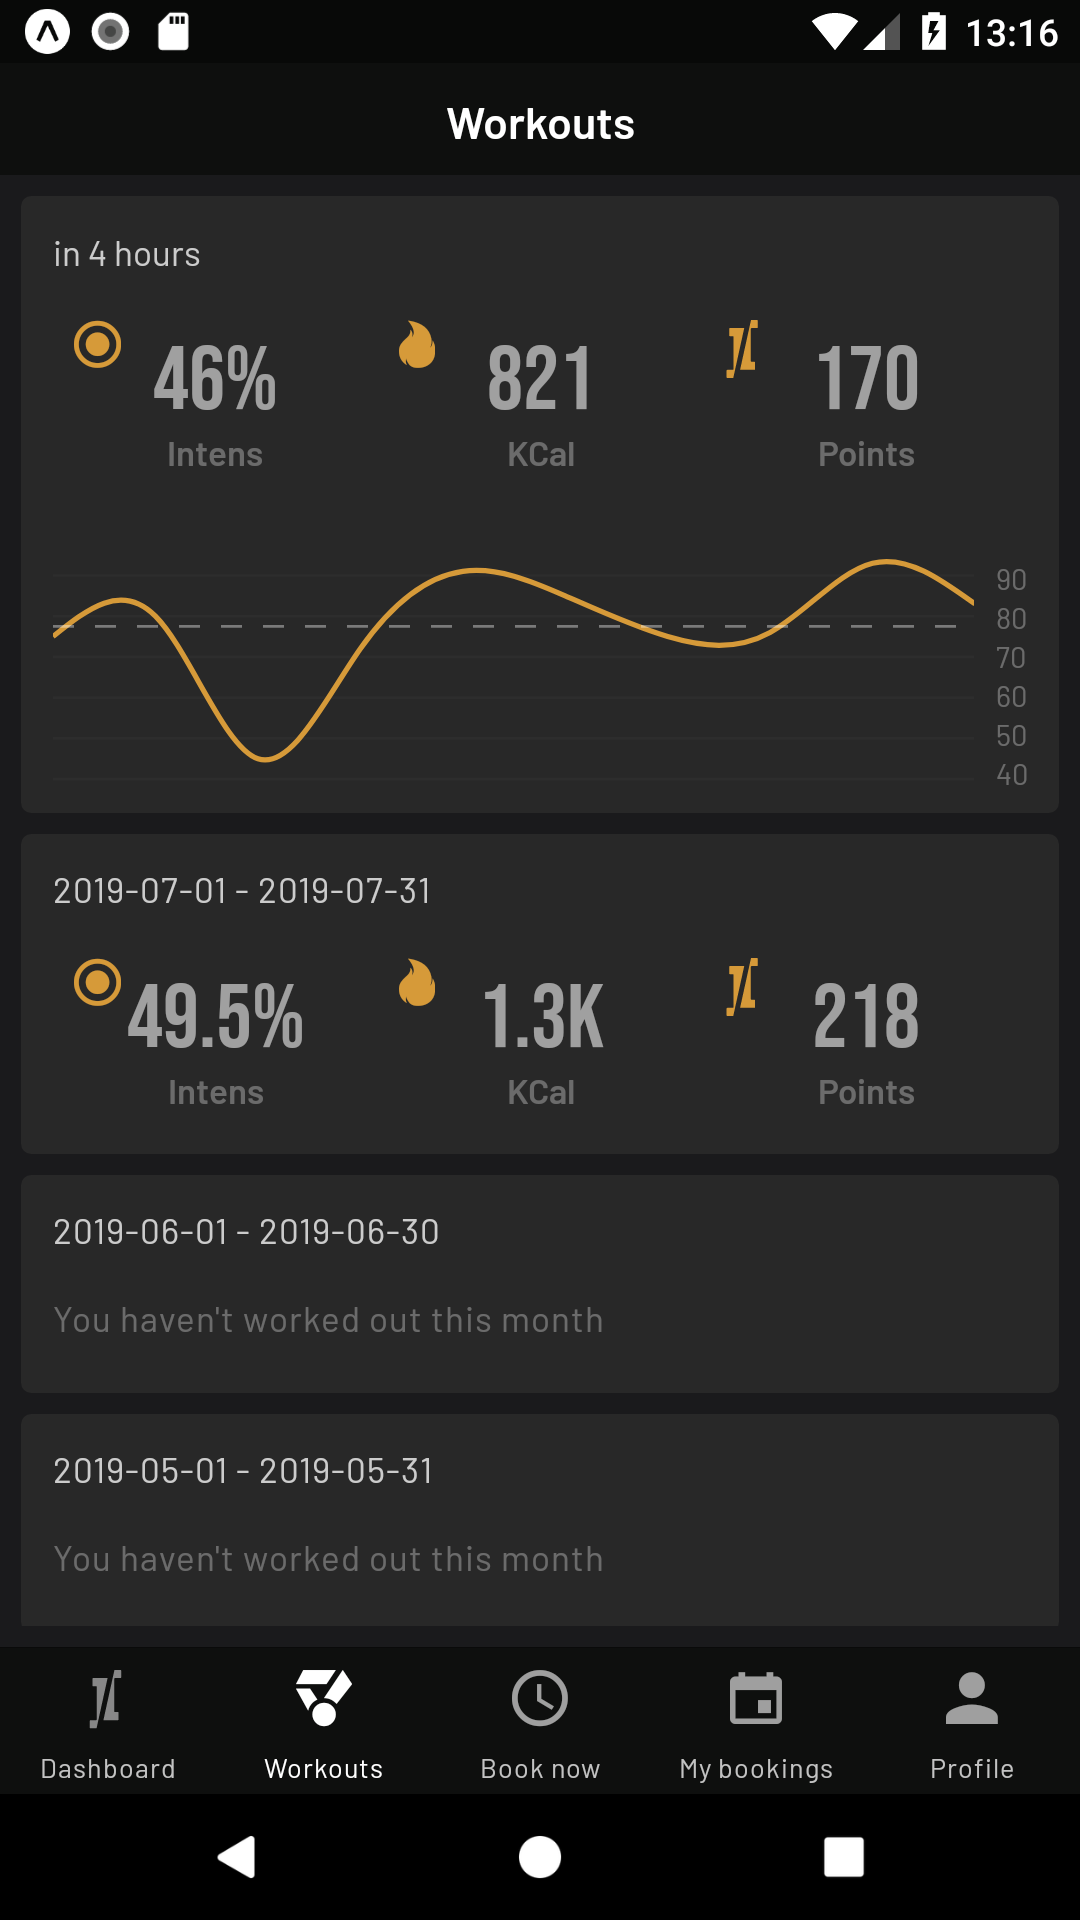 13:16
Workouts
in 4 hours
46% 821 170
Intens KCal Points
90
80
70
60
50
40
2019-07-01 - 2019-07-31
49.5% 1.3K 218
Intens KCal Points
2019-06-01 - 2019-06-30
You haven't worked out this month
2019-05-01 - 2019-05-31
You haven't worked out this month
Dashboard Workouts Book now My bookings Profile